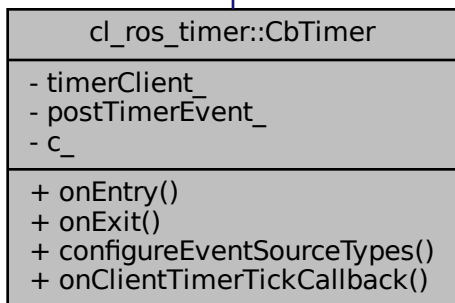 cl_ros_timer::CbTimer
- timerClient_
- postTimerEvent_
- c_
+ onEntry()
+ onExit()
+ configureEventSourceTypes()
+ onClientTimerTickCallback()